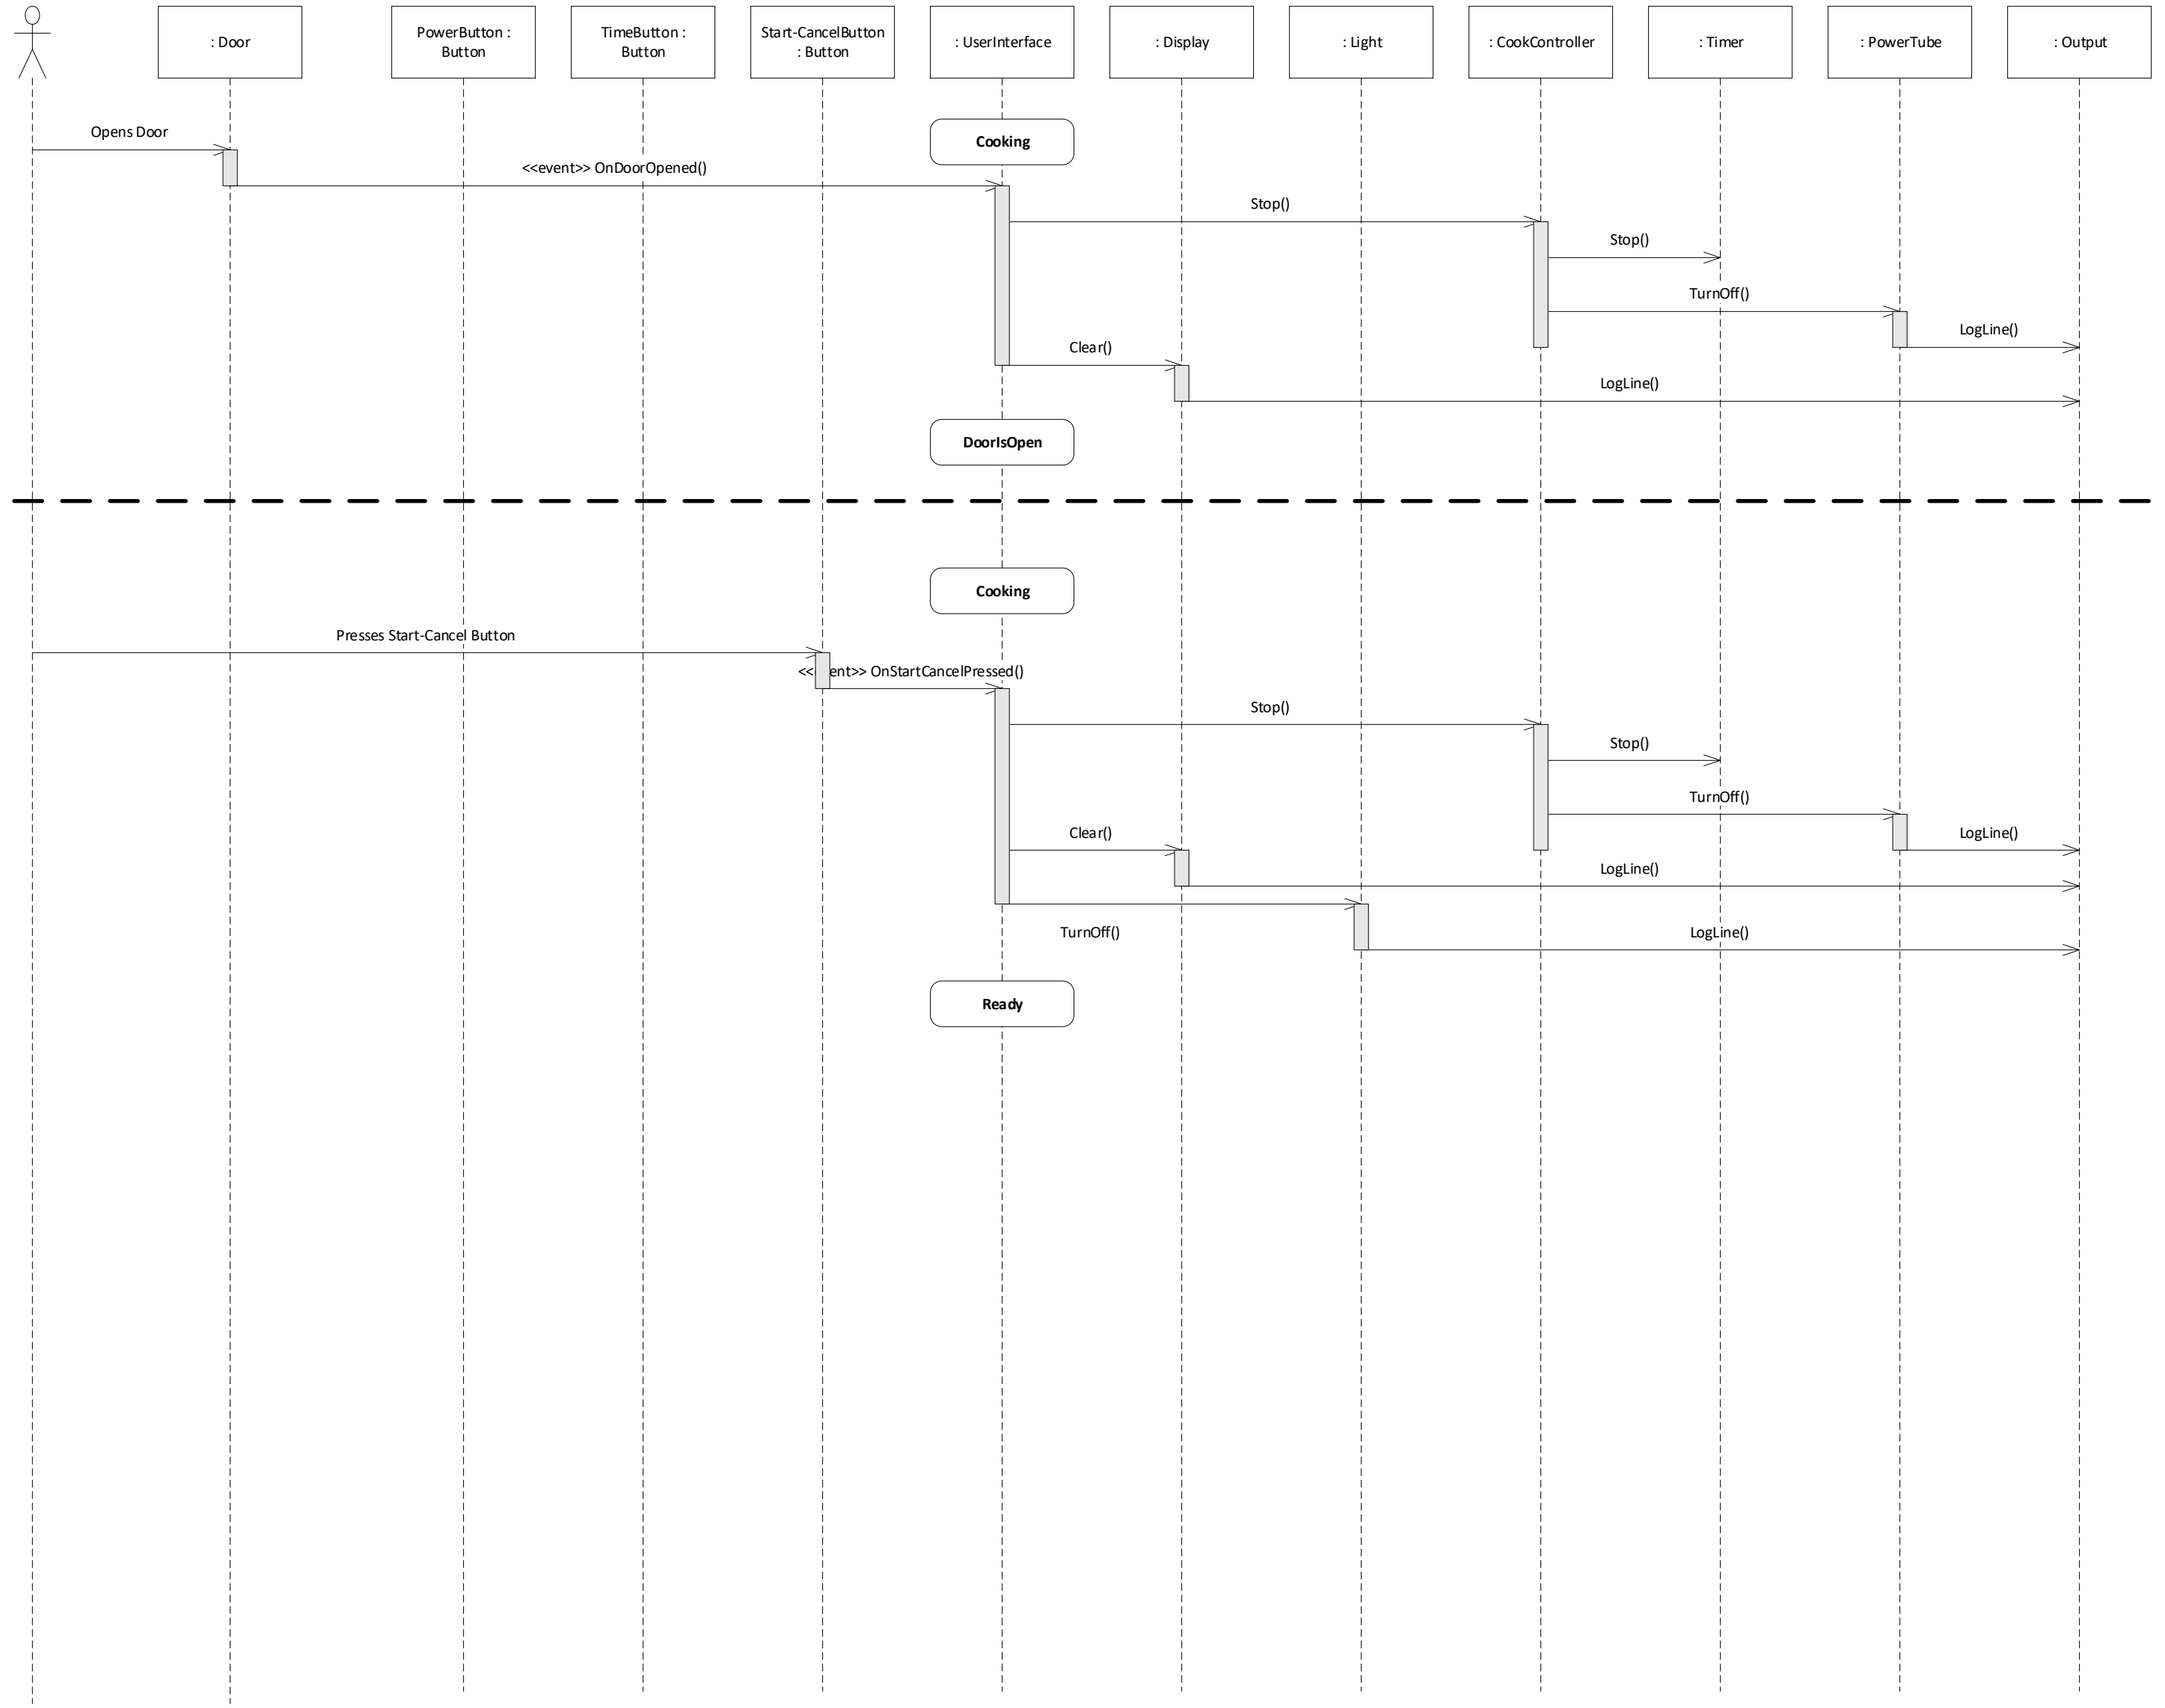 : Door
PowerButton :
Button
TimeButton :
Button
Start-CancelButton
: Button
: UserInterface
: Display
: Light
: CookController
: Timer
: PowerTube
: Output
Opens Door
Cooking
<<event>> OnDoorOpened()
Stop()
Stop()
TurnOff()
LogLine()
Clear()
LogLine()
DoorIsOpen
Cooking
Presses Start-Cancel Button
<< ent>> OnStartCancelPressed()
Stop()
Stop()
TurnOff()
Clear()
LogLine()
LogLine()
TurnOff()
LogLine()
Ready